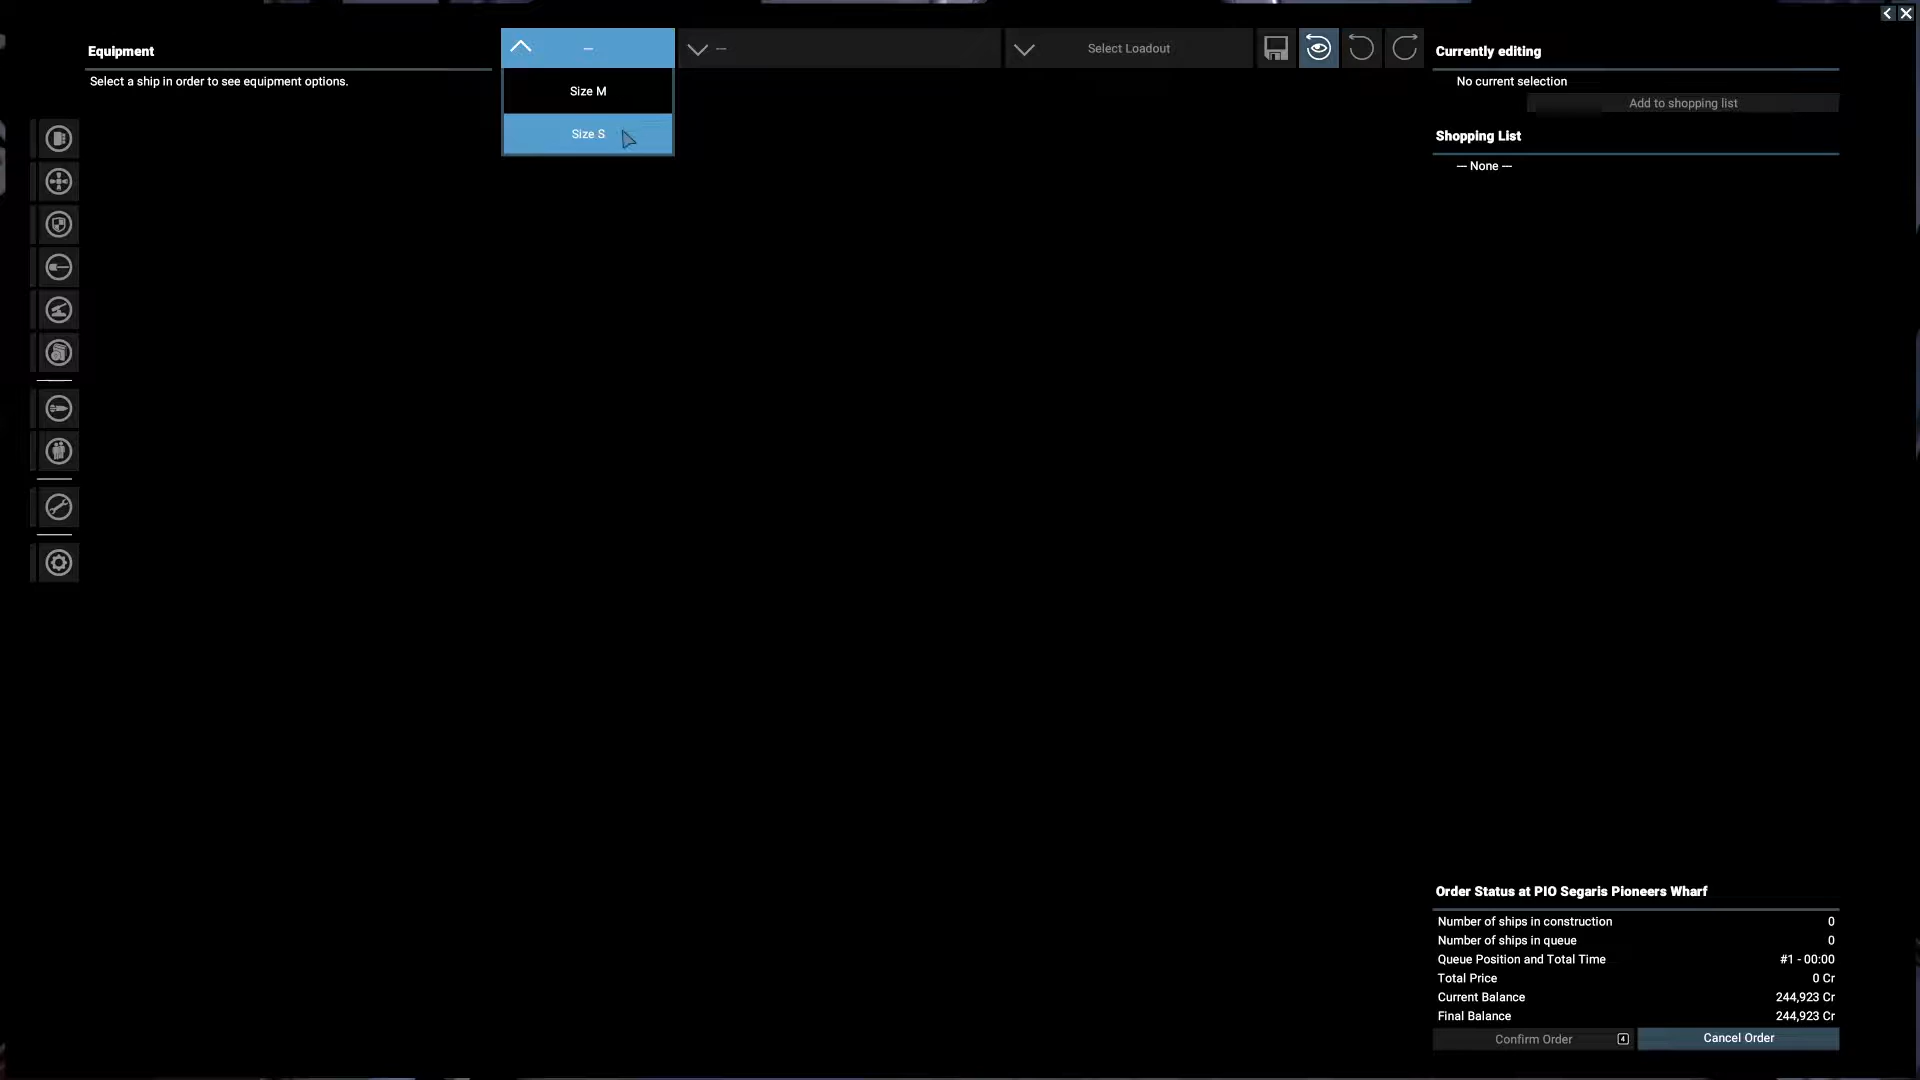 Equipment
Select a ship in order to see equipment options.
—
Size M
Size S
—
Select Loadout
Currently editing
No current selection
Add to shopping list
Shopping List
— None —
Order Status at PIO Segaris Pioneers Wharf
Number of ships in construction 0
Number of ships in queue 0
Queue Position and Total Time #1 - 00:00
Total Price 0 Cr
Current Balance 244,923 Cr
Final Balance 244,923 Cr
Confirm Order 4
Cancel Order